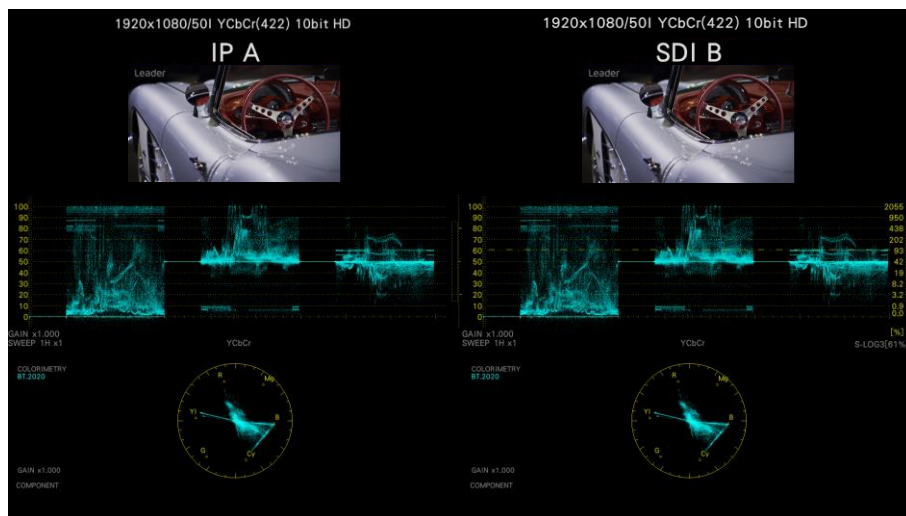 1920x1080/50I YCbCr(422) 10bit HD
IP A
Leader
100
90
80
70
60
50
40
30
20
10
0
GAIN x1.000
SWEEP 1H x1
YCbCr
COLORIMETRY
BT.2020
R
Mg
B
Cy
G
Yl
GAIN x1.000
COMPONENT
1920x1080/50I YCbCr(422) 10bit HD
SDI B
Leader
100
90
80
70
60
50
40
30
20
10
0
2055
950
438
202
93
42
19
8.2
3.2
0.9
0.0
[%]
GAIN x1.000
SWEEP 1H x1
YCbCr
S-LOG3[61%
COLORIMETRY
BT.2020
R
Mg
B
Cy
G
Yl
GAIN x1.000
COMPONENT